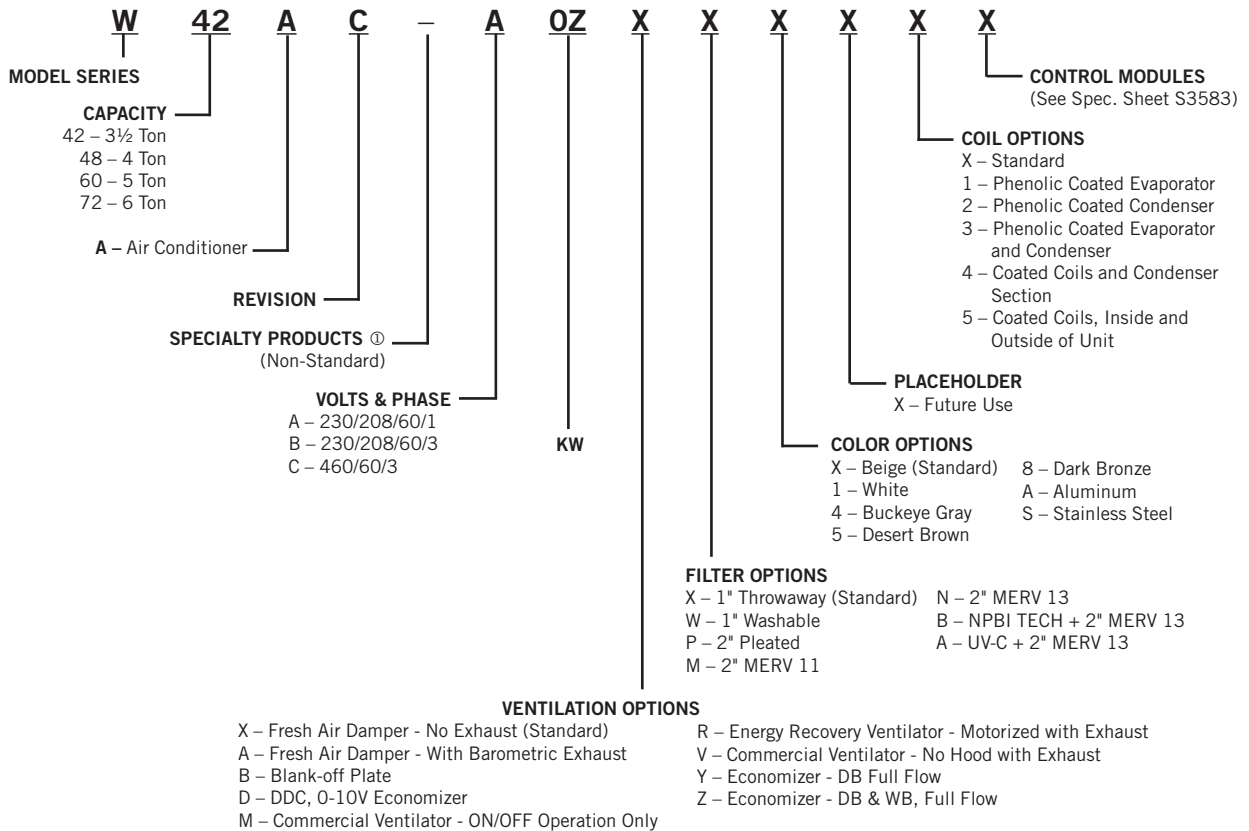 W 42 A C – A 0Z X X X X X X
MODEL SERIES
CAPACITY
42 – 3½ Ton
48 – 4 Ton
60 – 5 Ton
72 – 6 Ton
A – Air Conditioner
REVISION
SPECIALTY PRODUCTS ①
(Non-Standard)
VOLTS & PHASE
A – 230/208/60/1
B – 230/208/60/3
C – 460/60/3
KW
VENTILATION OPTIONS
X – Fresh Air Damper - No Exhaust (Standard)
A – Fresh Air Damper - With Barometric Exhaust
B – Blank-off Plate
D – DDC, 0-10V Economizer
M – Commercial Ventilator - ON/OFF Operation Only
R – Energy Recovery Ventilator - Motorized with Exhaust
V – Commercial Ventilator - No Hood with Exhaust
Y – Economizer - DB Full Flow
Z – Economizer - DB & WB, Full Flow
FILTER OPTIONS
X – 1" Throwaway (Standard)
W – 1" Washable
P – 2" Pleated
M – 2" MERV 11
N – 2" MERV 13
B – NPBI TECH + 2" MERV 13
A – UV-C + 2" MERV 13
COLOR OPTIONS
X – Beige (Standard)
1 – White
4 – Buckeye Gray
5 – Desert Brown
8 – Dark Bronze
A – Aluminum
S – Stainless Steel
PLACEHOLDER
X – Future Use
COIL OPTIONS
X – Standard
1 – Phenolic Coated Evaporator
2 – Phenolic Coated Condenser
3 – Phenolic Coated Evaporator
and Condenser
4 – Coated Coils and Condenser
Section
5 – Coated Coils, Inside and
Outside of Unit
CONTROL MODULES
(See Spec. Sheet S3583)